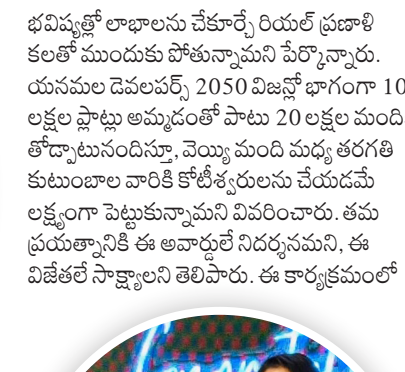 భవిష్యత్లో లాభాలను చేకూర్చే రియల్ ప్రణాళి
కలతో ముందుకు పోతున్నామని పేర్కొన్నారు.
యనమల డెవలపర్స్ 2050 విజన్లో భాగంగా 10
లక్షల ప్లాట్లు అమ్మడంతో పాటు 20 లక్షల మంది
తోడ్పాటునందిస్తూ, వెయ్యి మంది మధ్య తరగతి
కుటుంబాల వారికి కోటీశ్వరులను చేయడమే
లక్ష్యంగా పెట్టుకున్నామని వివరించారు. తమ
ప్రయత్నానికి ఈ అవార్డులే నిదర్శనమని, ఈ
విజేతలే సాక్ష్యాలని తెలిపారు. ఈ కార్యక్రమంలో